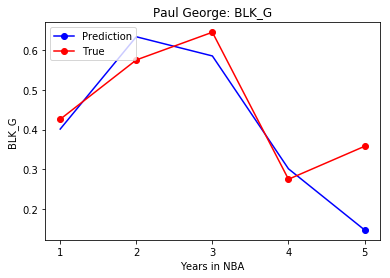 Paul George: BLK_G
Prediction
True
0.6
0.5
0.4
0.3
0.2
BLK_G
1 2 3 4 5
Years in NBA